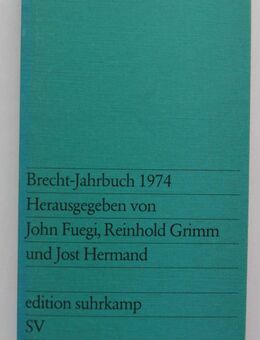 Brecht-Jahrbuch 1974
Herausgegeben von
John Fuegi, Reinhold Grimm
und Jost Hermand
edition suhrkamp
SV